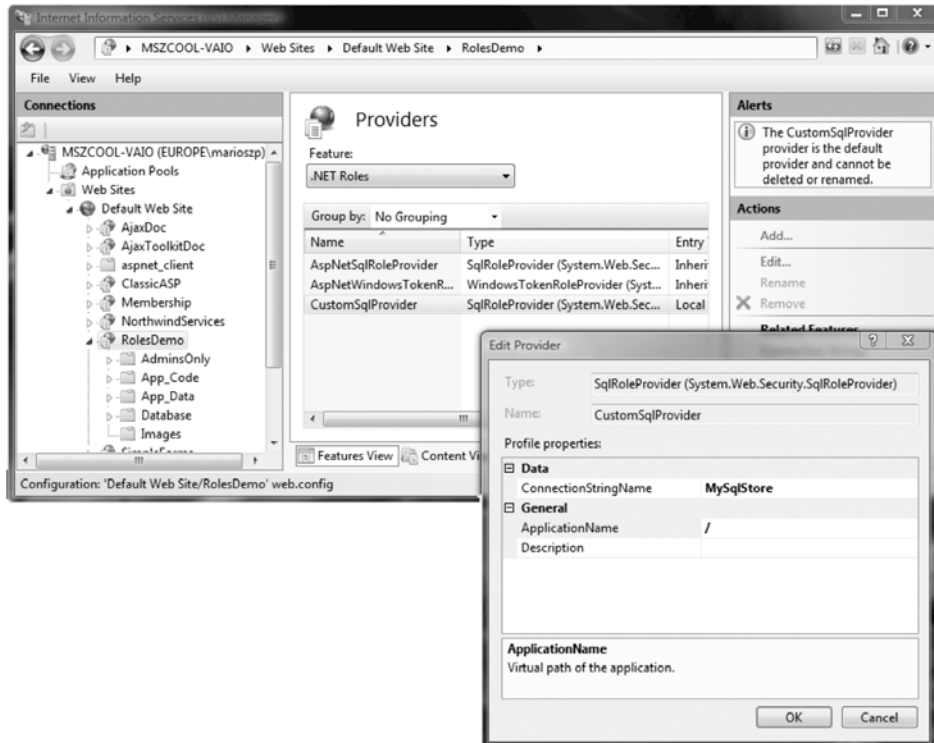 Internet Information Services (IIS) Manager
MSZCOOL-VAIO
Web Sites
Default Web Site
RolesDemo
File View Help
Connections
MSZCOOL-VAIO (EUROPE\marioszp)
Application Pools
Web Sites
Default Web Site
AjaxDoc
AjaxToolkitDoc
aspnet_client
ClassicASP
Membership
NorthwindServices
RolesDemo
AdminsOnly
App_Code
App_Data
Database
Images
Configuration: 'Default Web Site/RolesDemo' web.config
Providers
Feature:
.NET Roles
Group by: No Grouping
Name Type Entry
AspNetSqlRoleProvider SqlRoleProvider (System.Web.Sec... Inheri
AspNetWindowsTokenR... WindowsTokenRoleProvider (Syst... Inheri
CustomSqlProvider SqlRoleProvider (System.Web.Sec... Local
Features View Content Vi
Alerts
The CustomSqlProvider
provider is the default
provider and cannot be
deleted or renamed.
Actions
Add...
Edit...
Rename
Remove
Related Features
Edit Provider
Type: SqlRoleProvider (System.Web.Security.SqlRoleProvider)
Name: CustomSqlProvider
Profile properties:
Data
ConnectionStringName MySqlStore
General
ApplicationName /
Description
ApplicationName
Virtual path of the application.
OK Cancel